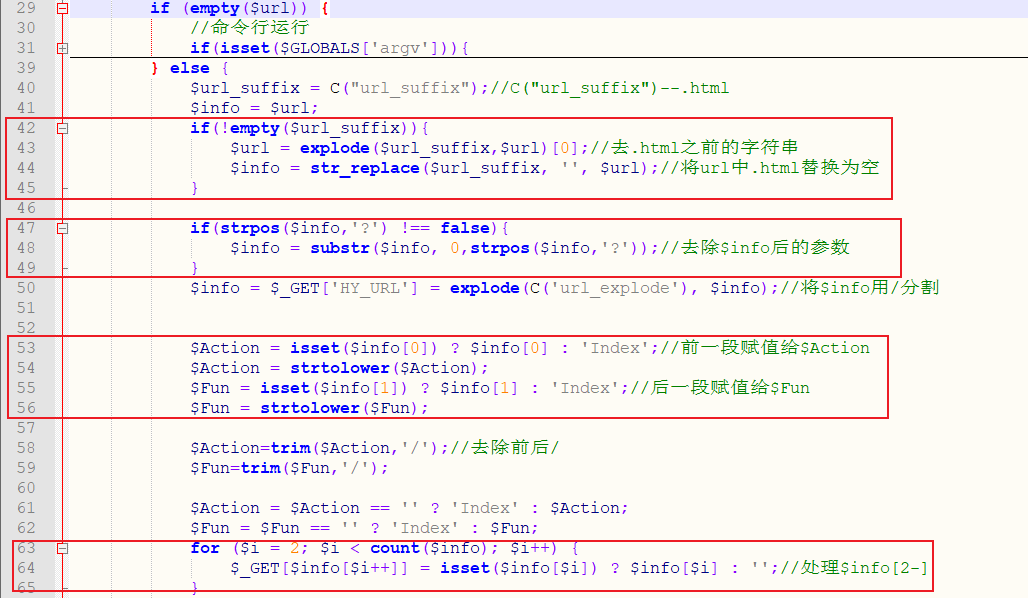 29 if (empty($url)) {
30 //命令行运行
31 if(isset($GLOBALS['argv'])){
39 } else {
40 $url_suffix = C("url_suffix");//C("url_suffix")--.html
41 $info = $url;
42 if(!empty($url_suffix)){
43 $url = explode($url_suffix,$url)[0];//去.html之前的字符串
44 $info = str_replace($url_suffix, '', $url);//将url中.html替换为空
45 }
46
47 if(strpos($info,'?') !== false){
48 $info = substr($info, 0,strpos($info,'?'));//去除$info后的参数
49 }
50 $info = $_GET['HY_URL'] = explode(C('url_explode'), $info);//将$info用/分割
51
52
53 $Action = isset($info[0]) ? $info[0] : 'Index';//前一段赋值给$Action
54 $Action = strtolower($Action);
55 $Fun = isset($info[1]) ? $info[1] : 'Index';//后一段赋值给$Fun
56 $Fun = strtolower($Fun);
57
58 $Action=trim($Action,'/');//去除前后/
59 $Fun=trim($Fun,'/');
60
61 $Action = $Action == '' ? 'Index' : $Action;
62 $Fun = $Fun == '' ? 'Index' : $Fun;
63 for ($i = 2; $i < count($info); $i++) {
64 $_GET[$info[$i++]] = isset($info[$i]) ? $info[$i] : '';//处理$info[2-]
65 }